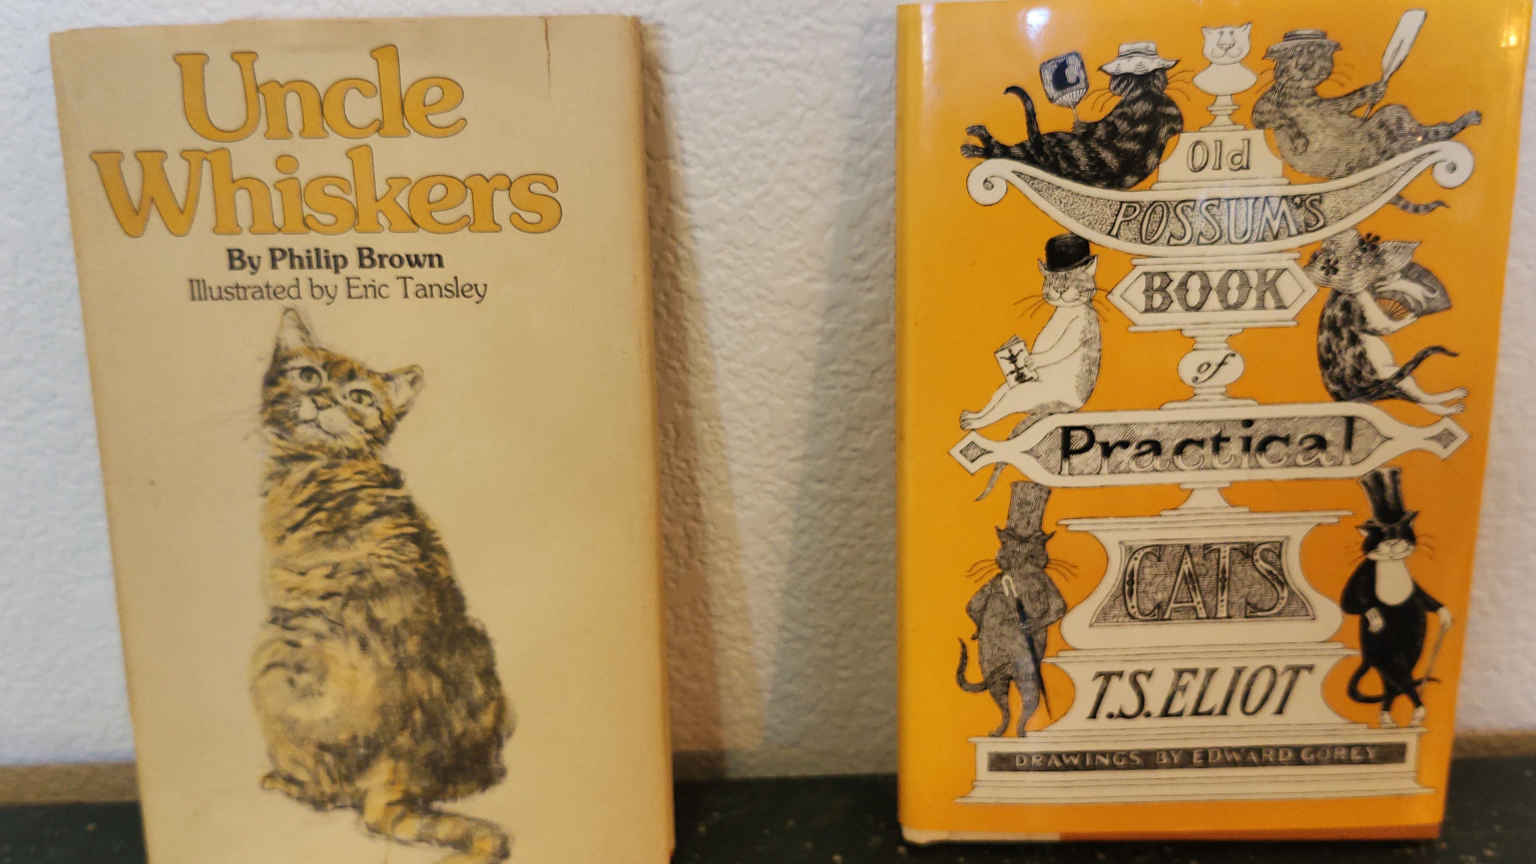 Uncle
Whiskers
By Philip Brown
Illustrated by Eric Tansley
Old
POSSUM'S
BOOK
of
Practical
CATS
T.S. ELIOT
DRAWINGS BY EDWARD GOREY